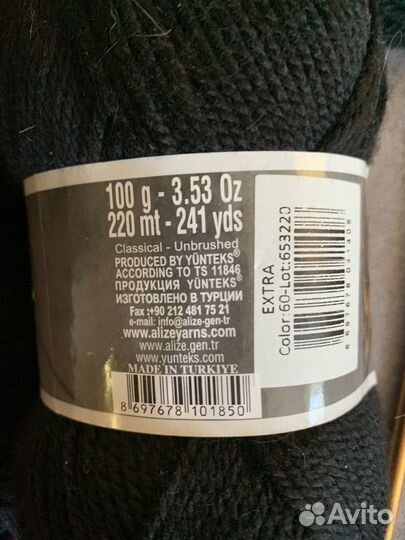 100 g - 3.53 Oz
220 mt - 241 yds
Classical - Unbrushed
PRODUCED BY YÜNTEKS®
ACCORDING TO TS 11846
ПРОДУКЦИЯ YÜNTEKS®
ИЗГОТОВЛЕНО В ТУРЦИИ
Fax :+90 212 481 75 21
e-mail: info@alize-gen-tr.com
www.alizeyarns.com
www.alize.gen.tr
www.yunteks.com
MADE IN TURKIYE
8 697678 101850
EXTRA
Color:60-Lot:653220
Avito